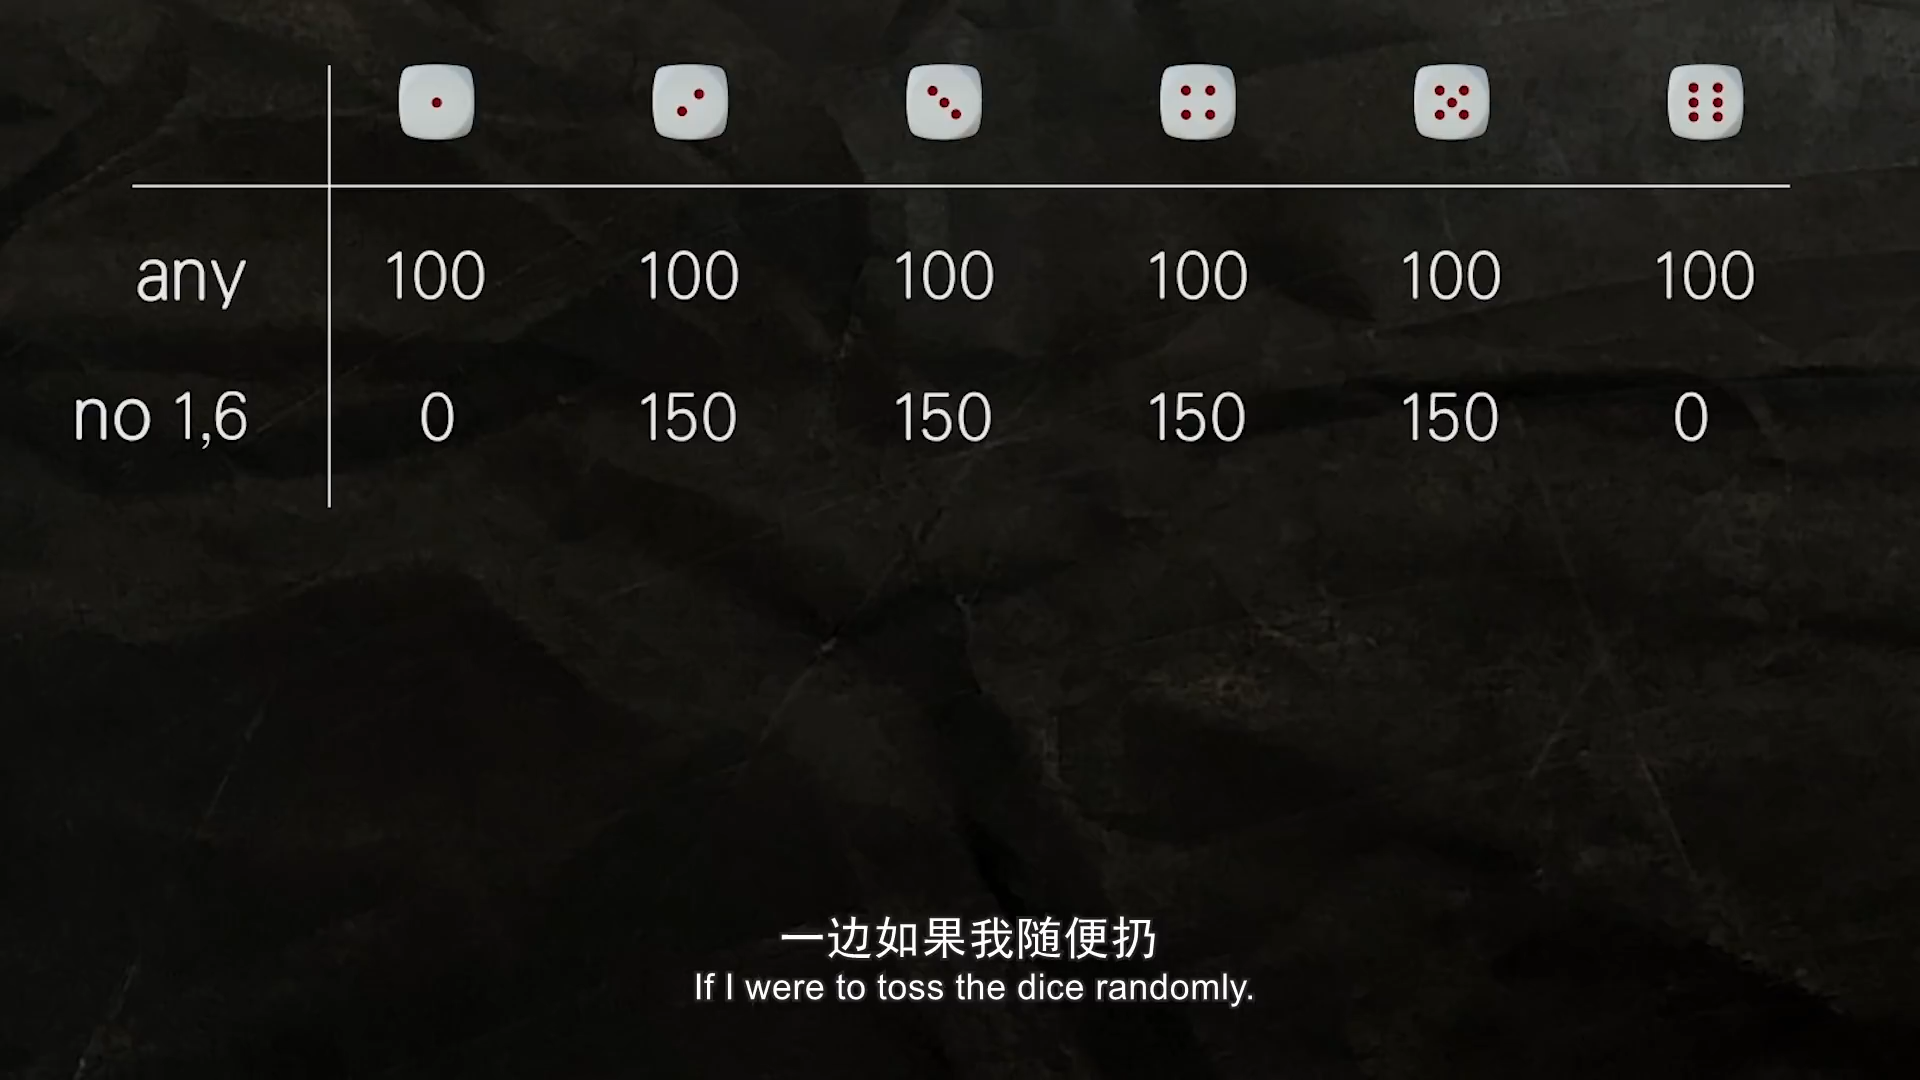 any 100 100 100 100 100 100
no 1,6 0 150 150 150 150 0
一边如果我随便扔
If I were to toss the dice randomly.